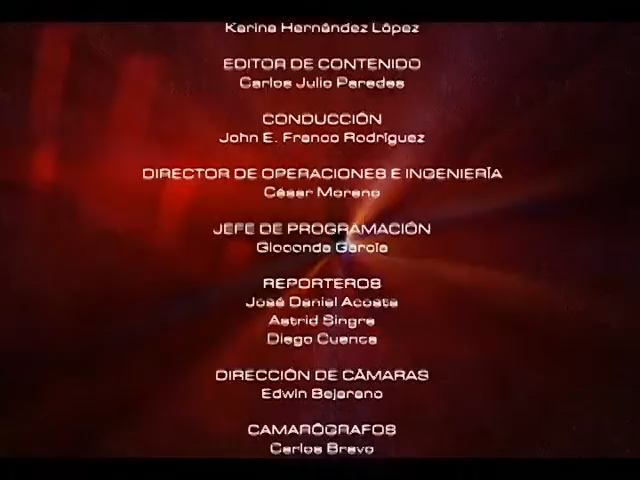 Karina Hernández López
EDITOR DE CONTENIDO
Carlos Julio Paredes
CONDUCCIÓN
John E. Franco Rodríguez
DIRECTOR DE OPERACIONES E INGENIERÍA
César Moreno
JEFE DE PROGRAMACIÓN
Gioconda García
REPORTEROS
José Daniel Acosta
Astrid Singre
Diego Cuenca
DIRECCIÓN DE CÁMARAS
Edwin Bejarano
CAMARÓGRAFOS
Carlos Bravo